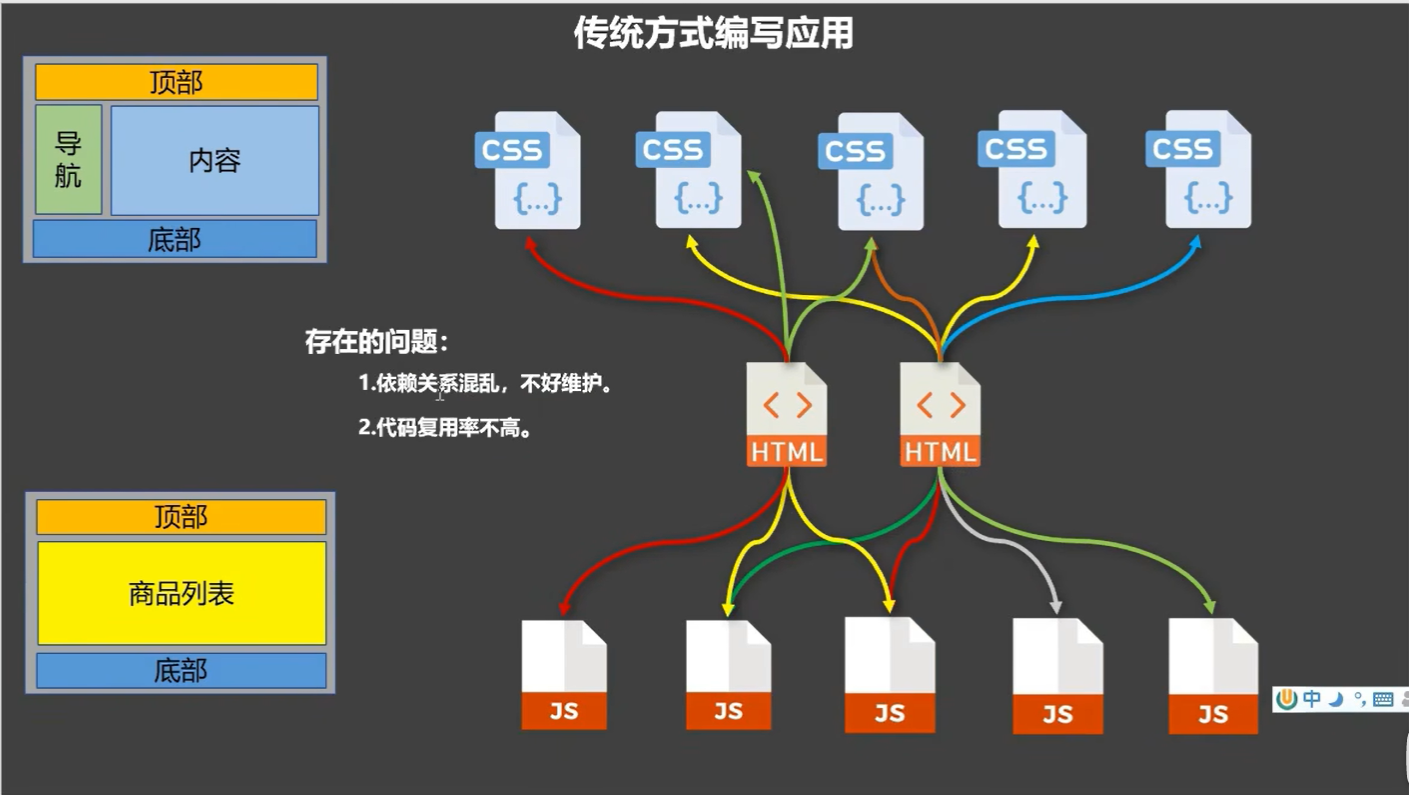 传统方式编写应用
顶部
导航
内容
底部
CSS
{...}
CSS
{...}
CSS
{...}
CSS
{...}
CSS
{...}
存在的问题：
1.依赖关系混乱，不好维护。
2.代码复用率不高。
<>
HTML
<>
HTML
顶部
商品列表
底部
JS
JS
JS
JS
JS
中